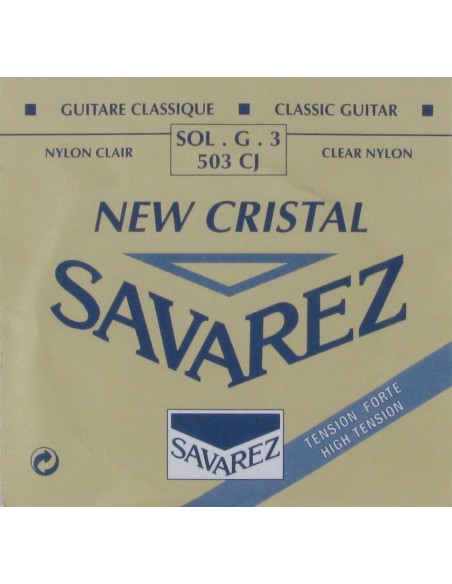 GUITARE CLASSIQUE ■ CLASSIC GUITAR
SOL . G . 3
NYLON CLAIR
503 CJ
CLEAR NYLON
NEW CRISTAL
SAVAREZ
TENSION FORTE
HIGH TENSION
SAVAREZ